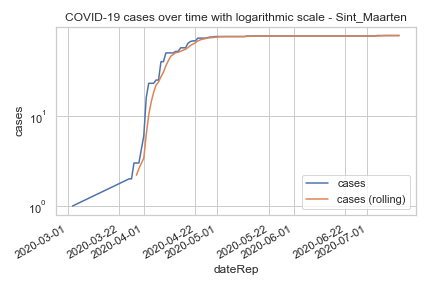 COVID-19 cases over time with logarithmic scale - Sint_Maarten
cases
10¹
10⁰
cases
cases (rolling)
2020-03-01
2020-03-22
2020-04-01
2020-04-22
2020-05-01
2020-05-22
2020-06-01
2020-06-22
2020-07-01
dateRep